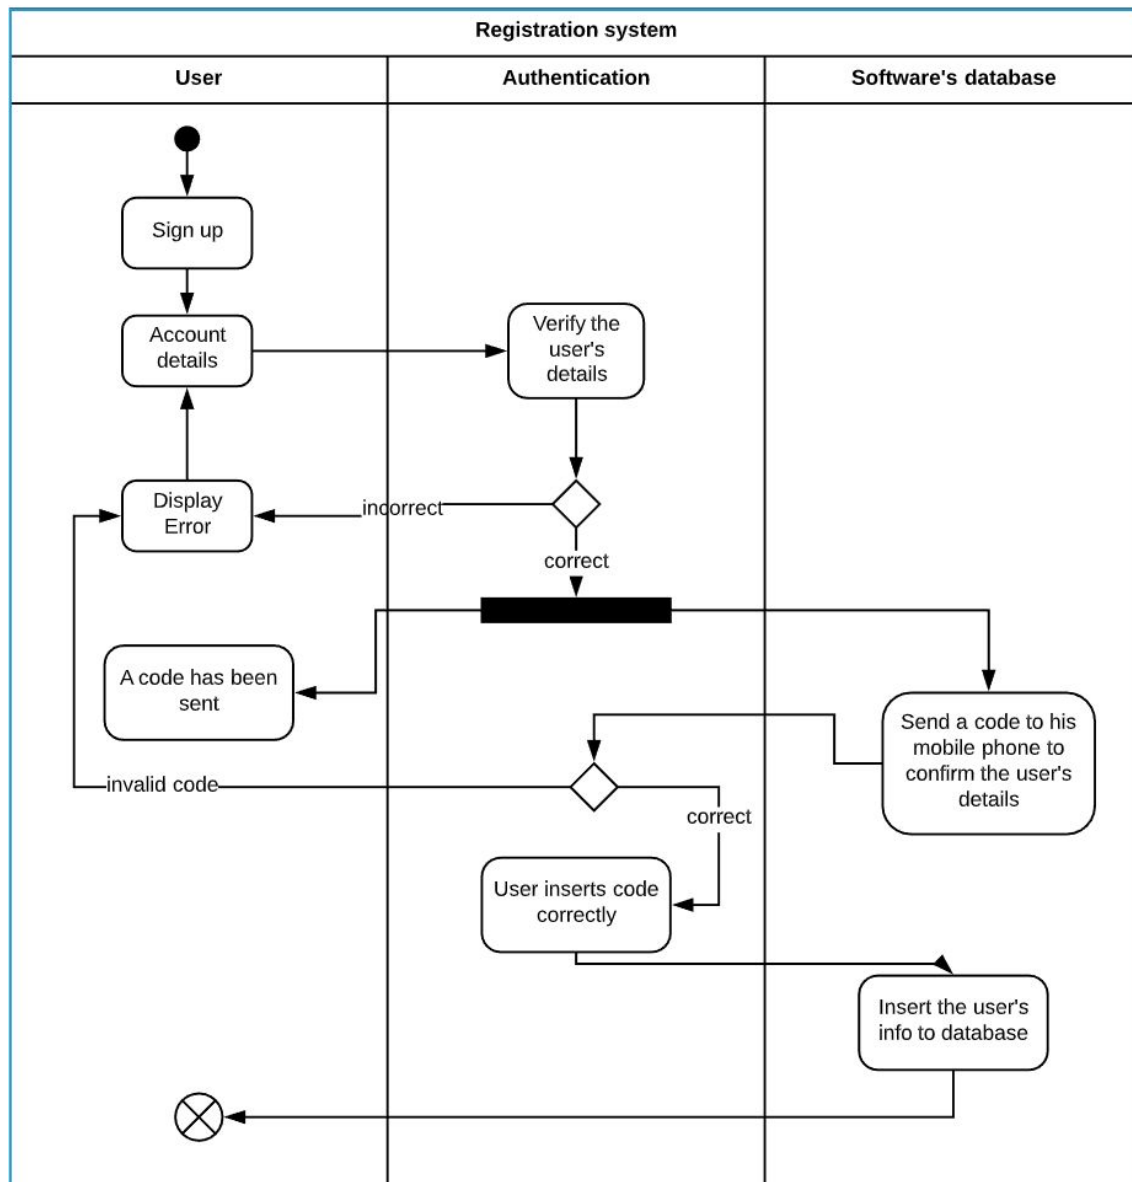 Registration system
User
Authentication
Software's database
Sign up
Account
details
Verify the
user's
details
Display
Error
incorrect
correct
A code has been
sent
Send a code to his
mobile phone to
confirm the user's
details
invalid code
correct
User inserts code
correctly
Insert the user's
info to database